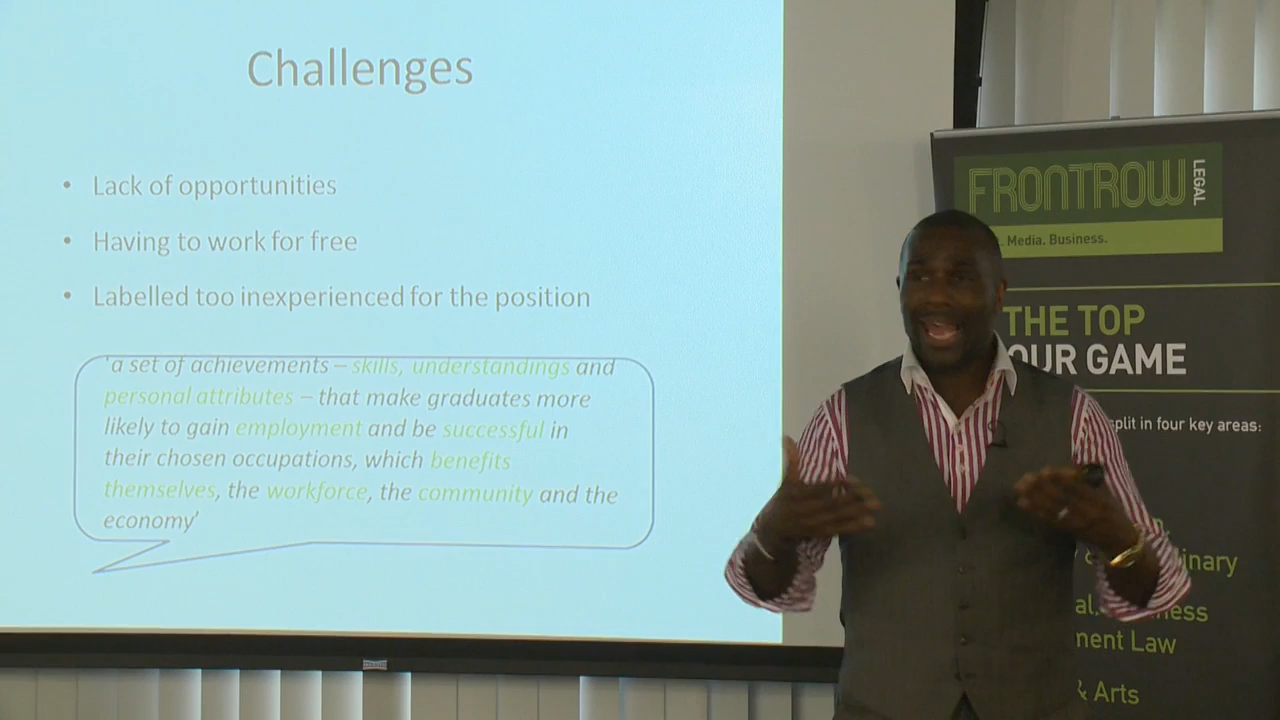 Challenges
• Lack of opportunities
• Having to work for free
• Labelled too inexperienced for the position
'a set of achievements – skills, understandings and
personal attributes – that make graduates more
likely to gain employment and be successful in
their chosen occupations, which benefits
themselves, the workforce, the community and the
economy'
FRONTROW
LEGAL
. Media. Business.
THE TOP
OUR GAME
split in four key areas:
& inary
al, ness
ment Law
& Arts